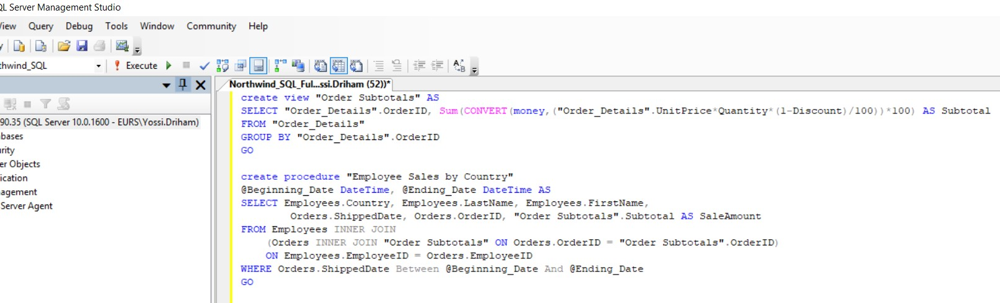 QL Server Management Studio
View Query Debug Tools Window Community Help
thwind_SQL Execute
Northwind_SQL_Ful...ssi.Driham (52))*
90.35 (SQL Server 10.0.1600 - EURS\Yossi.Driham)
bases
urity
er Objects
ication
agement
Server Agent
create view "Order Subtotals" AS
SELECT "Order_Details".OrderID, Sum(CONVERT(money,("Order_Details".UnitPrice*Quantity*(1-Discount)/100))*100) AS Subtotal
FROM "Order_Details"
GROUP BY "Order_Details".OrderID
GO
create procedure "Employee Sales by Country"
@Beginning_Date DateTime, @Ending_Date DateTime AS
SELECT Employees.Country, Employees.LastName, Employees.FirstName,
Orders.ShippedDate, Orders.OrderID, "Order Subtotals".Subtotal AS SaleAmount
FROM Employees INNER JOIN
(Orders INNER JOIN "Order Subtotals" ON Orders.OrderID = "Order Subtotals".OrderID)
ON Employees.EmployeeID = Orders.EmployeeID
WHERE Orders.ShippedDate Between @Beginning_Date And @Ending_Date
GO